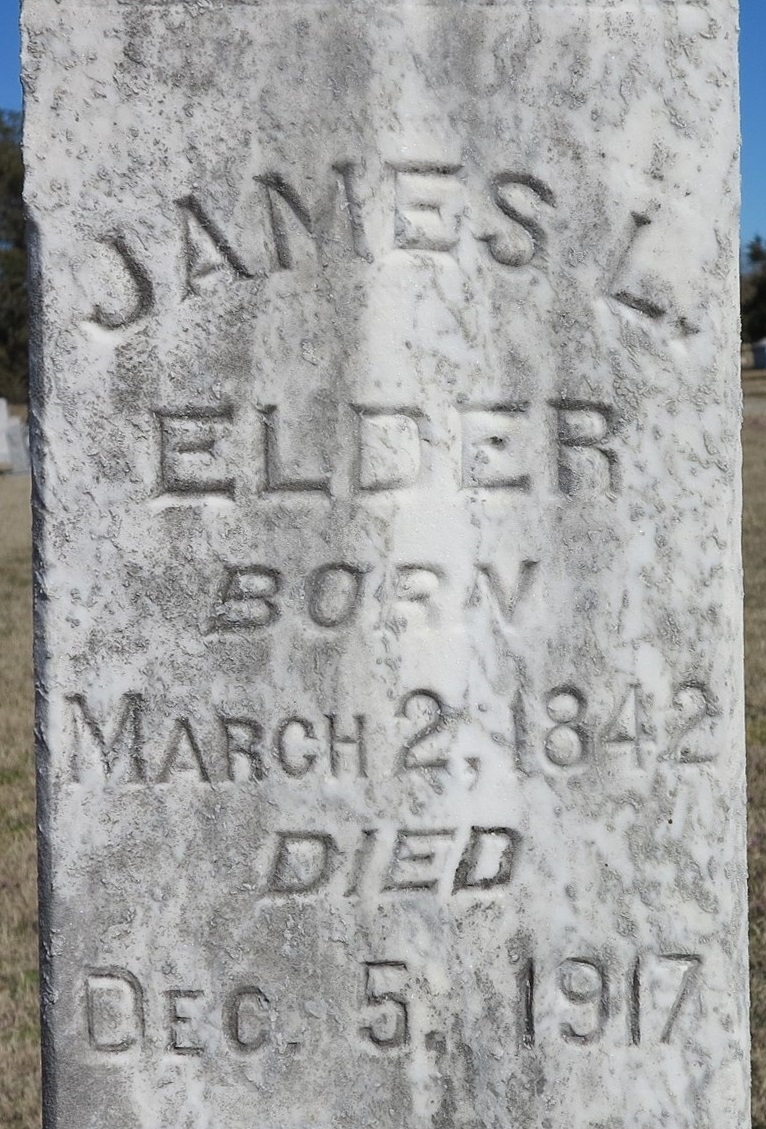 JAMES L.
ELDER
BORN
MARCH 2, 1842
DIED
DEC. 5, 1917